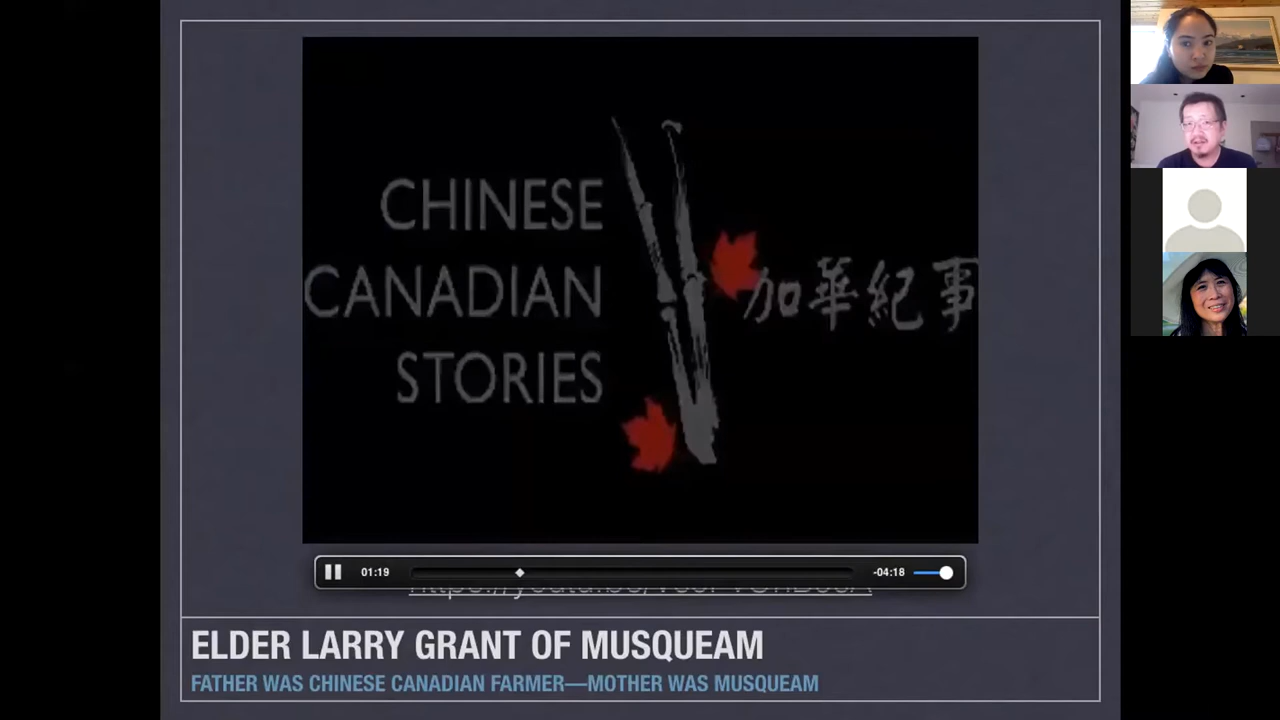 CHINESE
CANADIAN
STORIES
加華紀事
01:19
-04:18
ELDER LARRY GRANT OF MUSQUEAM
FATHER WAS CHINESE CANADIAN FARMER—MOTHER WAS MUSQUEAM